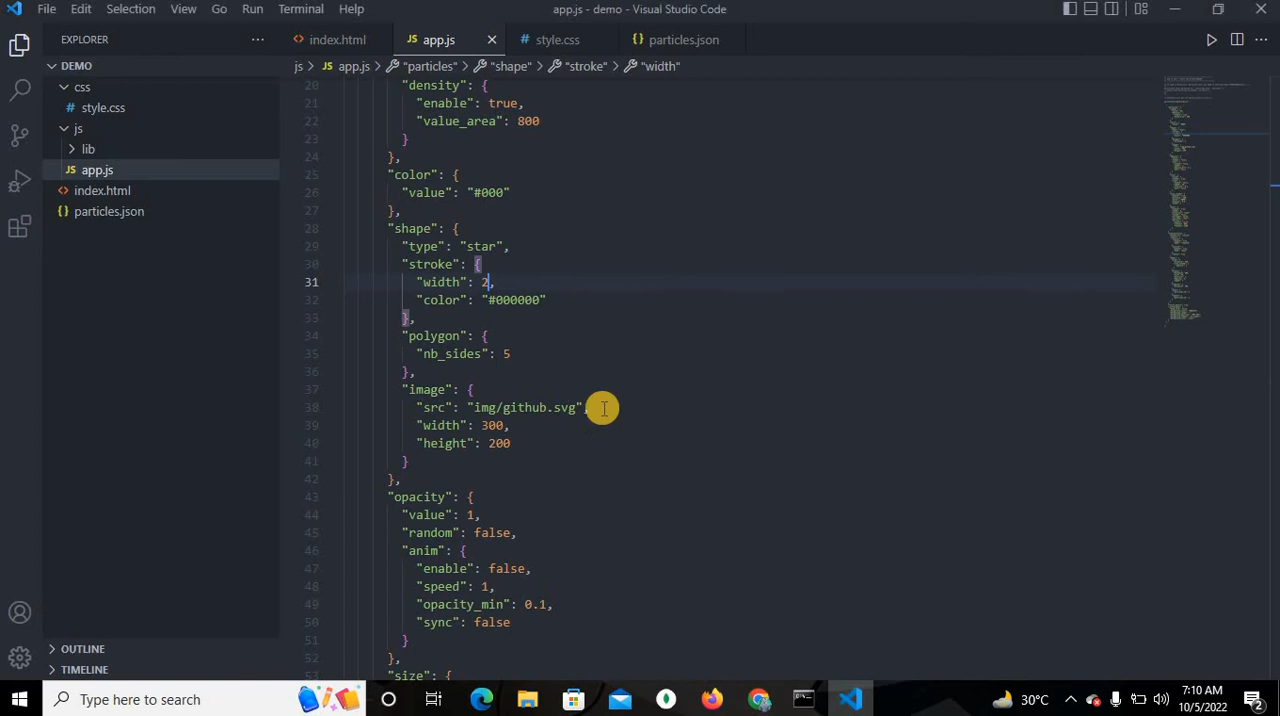 File Edit Selection View Go Run Terminal Help
app.js - demo - Visual Studio Code
EXPLORER
index.html
JS app.js
style.css
{} particles.json
DEMO
js > JS app.js > "particles" > "shape" > "stroke" > "width"
css
style.css
js
lib
JS app.js
index.html
{} particles.json
20 "density": {
21 "enable": true,
22 "value_area": 800
23 }
24 },
25 "color": {
26 "value": "#000"
27 },
28 "shape": {
29 "type": "star",
30 "stroke": {
31 "width": 2,
32 "color": "#000000"
33 },
34 "polygon": {
35 "nb_sides": 5
36 },
37 "image": {
38 "src": "img/github.svg",
39 "width": 300,
40 "height": 200
41 }
42 },
43 "opacity": {
44 "value": 1,
45 "random": false,
46 "anim": {
47 "enable": false,
48 "speed": 1,
49 "opacity_min": 0.1,
50 "sync": false
51 }
52 },
53 "size": {
OUTLINE
TIMELINE
Type here to search
30°C
7:10 AM
10/5/2022
2